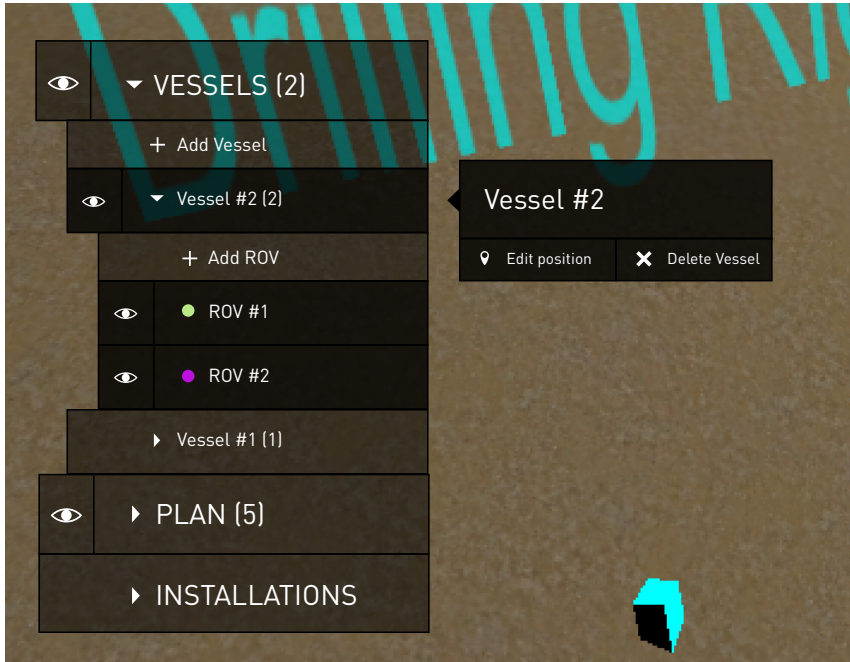 Drilling
VESSELS (2)
+ Add Vessel
Vessel #2 (2)
Vessel #2
Edit position
Delete Vessel
+ Add ROV
ROV #1
ROV #2
Vessel #1 (1)
PLAN (5)
INSTALLATIONS